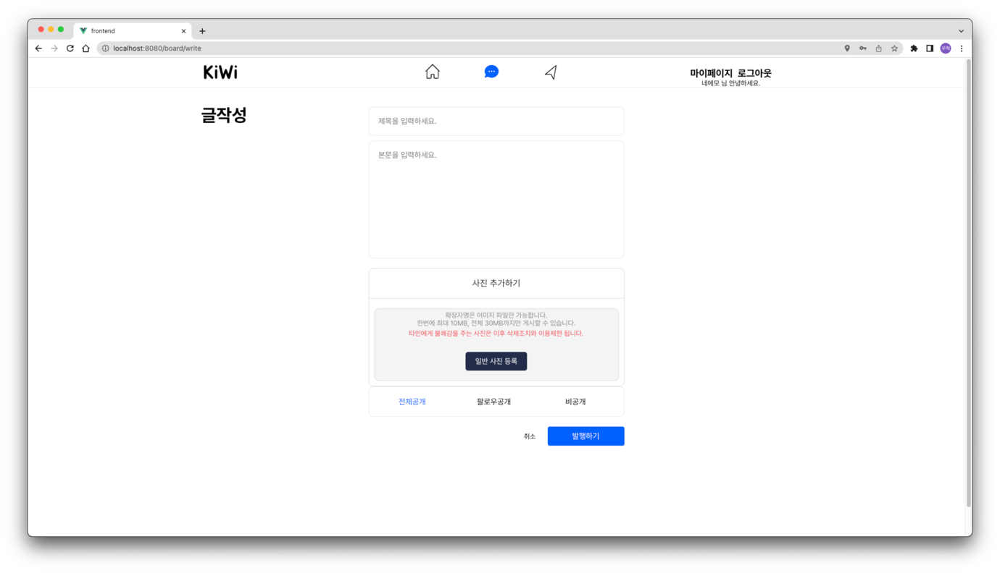 frontend
localhost:8080/board/write
우척
KiWi
마이페이지 로그아웃
네에모 님 안녕하세요.
글작성
제목을 입력하세요.
본문을 입력하세요.
사진 추가하기
확장자명은 이미지 파일만 가능합니다.
한번에 최대 10MB, 전체 30MB까지만 게시할 수 있습니다.
타인에게 불쾌감을 주는 사진은 이후 삭제조치와 이용제한 됩니다.
일반 사진 등록
전체공개 팔로우공개 비공개
취소 발행하기